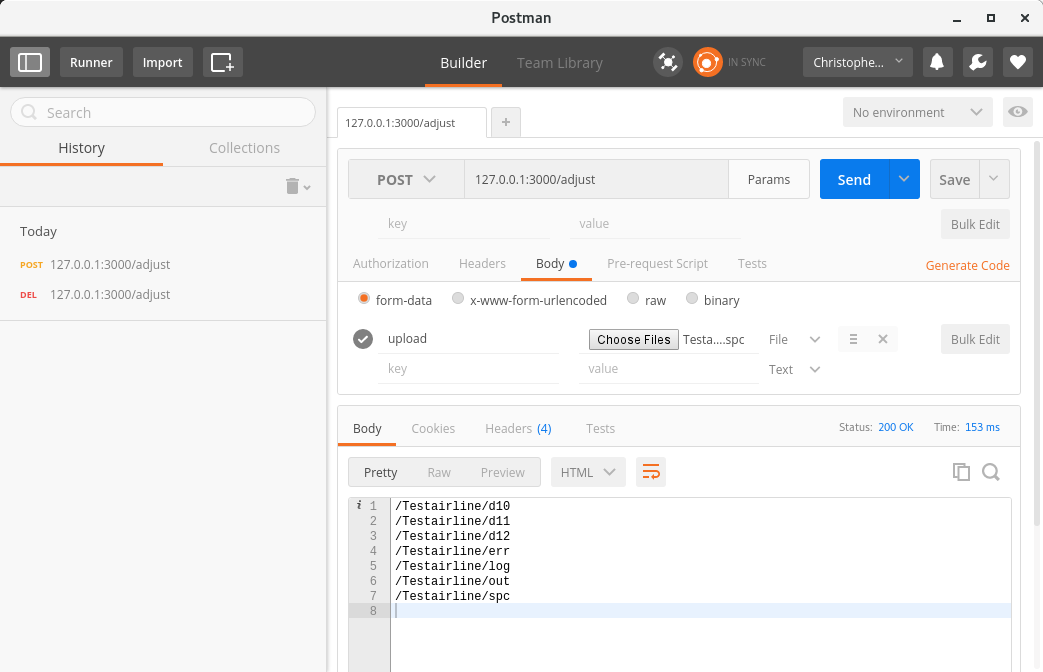 Postman
Runner
Import
Builder
Team Library
IN SYNC
Christophe...
Search
History
Collections
Today
POST 127.0.0.1:3000/adjust
DEL 127.0.0.1:3000/adjust
127.0.0.1:3000/adjust
+
No environment
POST
127.0.0.1:3000/adjust
Params
Send
Save
key
value
Bulk Edit
Authorization
Headers
Body
Pre-request Script
Tests
Generate Code
form-data
x-www-form-urlencoded
raw
binary
upload
Choose Files
Testa....spc
File
Bulk Edit
key
value
Text
Body
Cookies
Headers (4)
Tests
Status: 200 OK
Time: 153 ms
Pretty
Raw
Preview
HTML
i 1 /Testairline/d10
2 /Testairline/d11
3 /Testairline/d12
4 /Testairline/err
5 /Testairline/log
6 /Testairline/out
7 /Testairline/spc
8